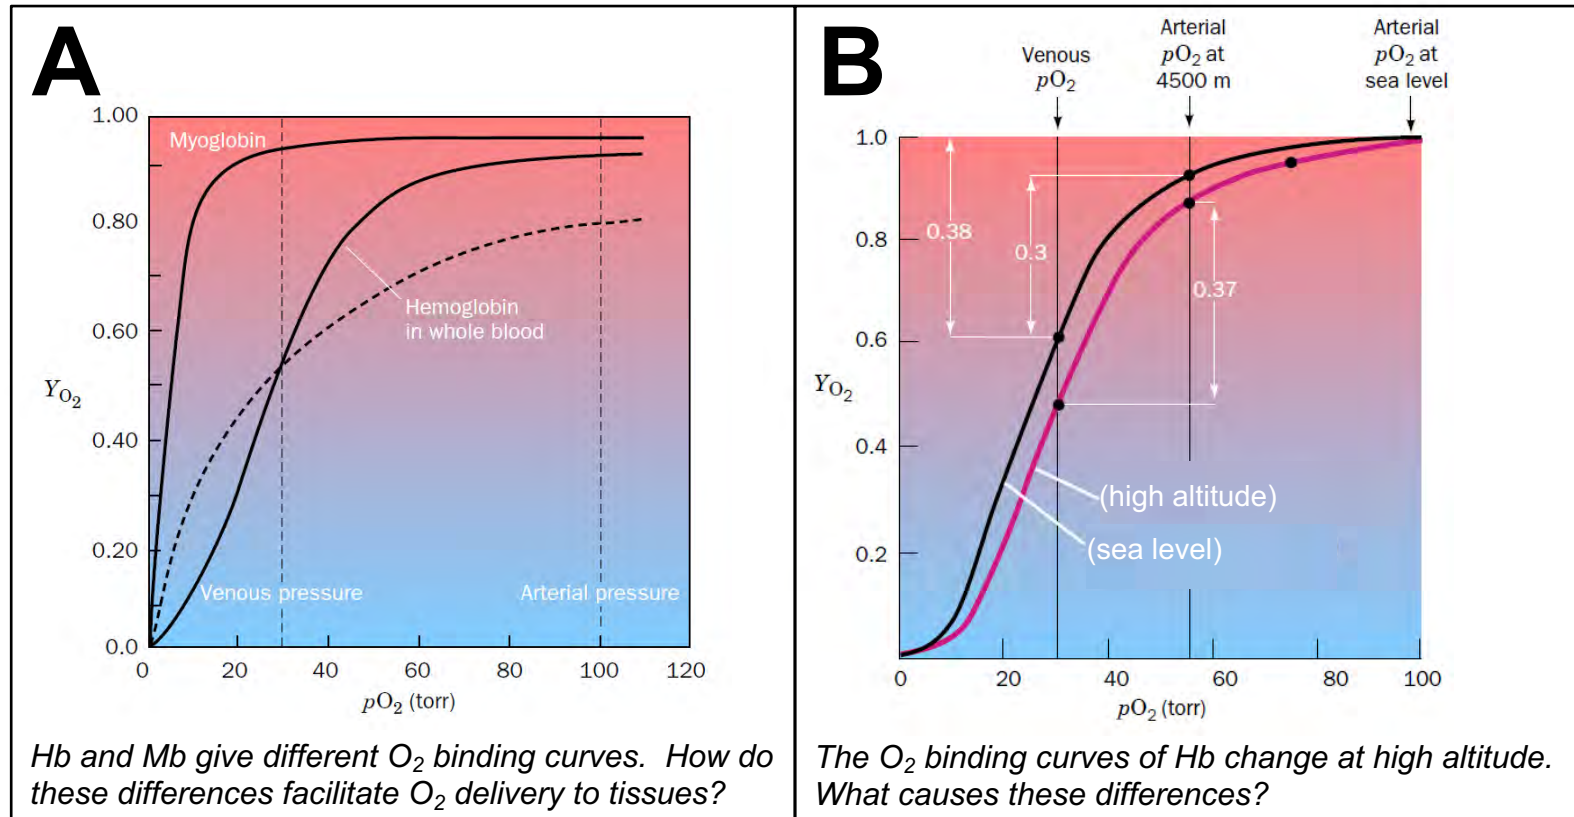 A
1.00
0.80
0.60
0.40
0.20
0.0
Y_O₂
Myoglobin
Hemoglobin
in whole blood
Venous pressure
Arterial pressure
0 20 40 60 80 100 120
pO₂ (torr)
Hb and Mb give different O₂ binding curves. How do
these differences facilitate O₂ delivery to tissues?
B
Venous
pO₂
Arterial
pO₂ at
4500 m
Arterial
pO₂ at
sea level
1.0
0.8
0.6
0.4
0.2
Y_O₂
0.38
0.3
0.37
(high altitude)
(sea level)
0 20 40 60 80 100
pO₂ (torr)
The O₂ binding curves of Hb change at high altitude.
What causes these differences?